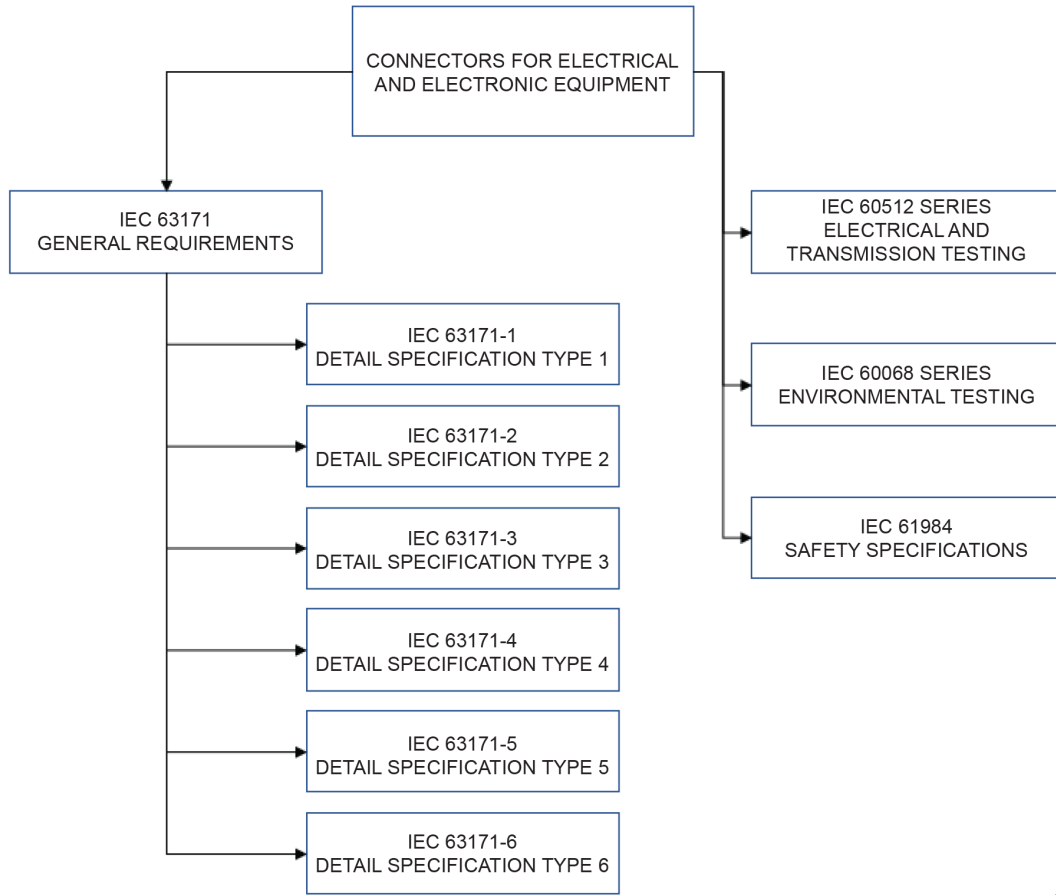 CONNECTORS FOR ELECTRICAL
AND ELECTRONIC EQUIPMENT
IEC 63171
GENERAL REQUIREMENTS
IEC 63171-1
DETAIL SPECIFICATION TYPE 1
IEC 63171-2
DETAIL SPECIFICATION TYPE 2
IEC 63171-3
DETAIL SPECIFICATION TYPE 3
IEC 63171-4
DETAIL SPECIFICATION TYPE 4
IEC 63171-5
DETAIL SPECIFICATION TYPE 5
IEC 63171-6
DETAIL SPECIFICATION TYPE 6
IEC 60512 SERIES
ELECTRICAL AND
TRANSMISSION TESTING
IEC 60068 SERIES
ENVIRONMENTAL TESTING
IEC 61984
SAFETY SPECIFICATIONS